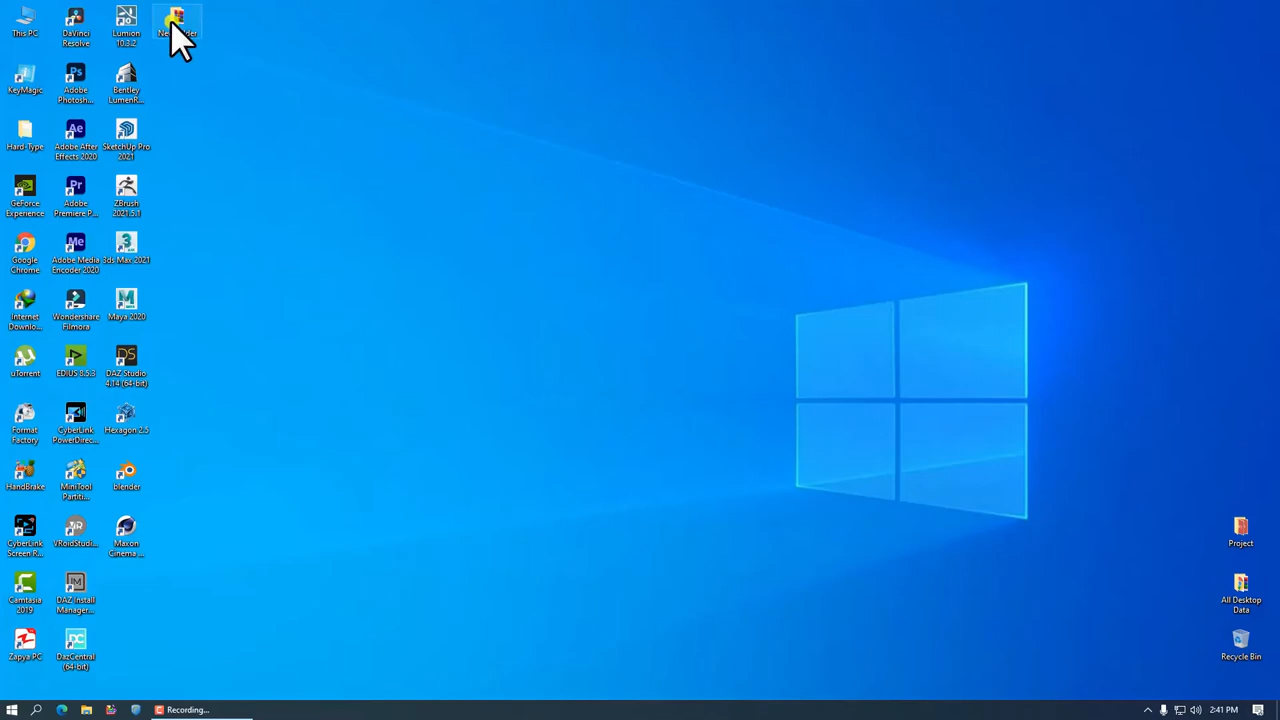 This PC
DaVinci
Resolve
Lumion
10.3.2
KeyMagic
Adobe
Photosh...
Bentley
LumenR...
Hard-Type
Adobe After
Effects 2020
SketchUp Pro
2021
GeForce
Experience
Adobe
Premiere P...
ZBrush
2021.5.1
Google
Chrome
Adobe Media
Encoder 2020
3ds Max 2021
Internet
Downlo...
Wondershare
Filmora
Maya 2020
uTorrent
EDIUS 8.5.3
DAZ Studio
4.14 (64-bit)
Format
Factory
CyberLink
PowerDirec...
Hexagon 2.5
HandBrake
MiniTool
Partiti...
blender
CyberLink
Screen R...
VRoidStudi...
Maxon
Cinema ...
Camtasia
2019
DAZ Install
Manager...
Zapya PC
DazCentral
(64-bit)
Project
All Desktop
Data
Recycle Bin
Recording...
2:41 PM